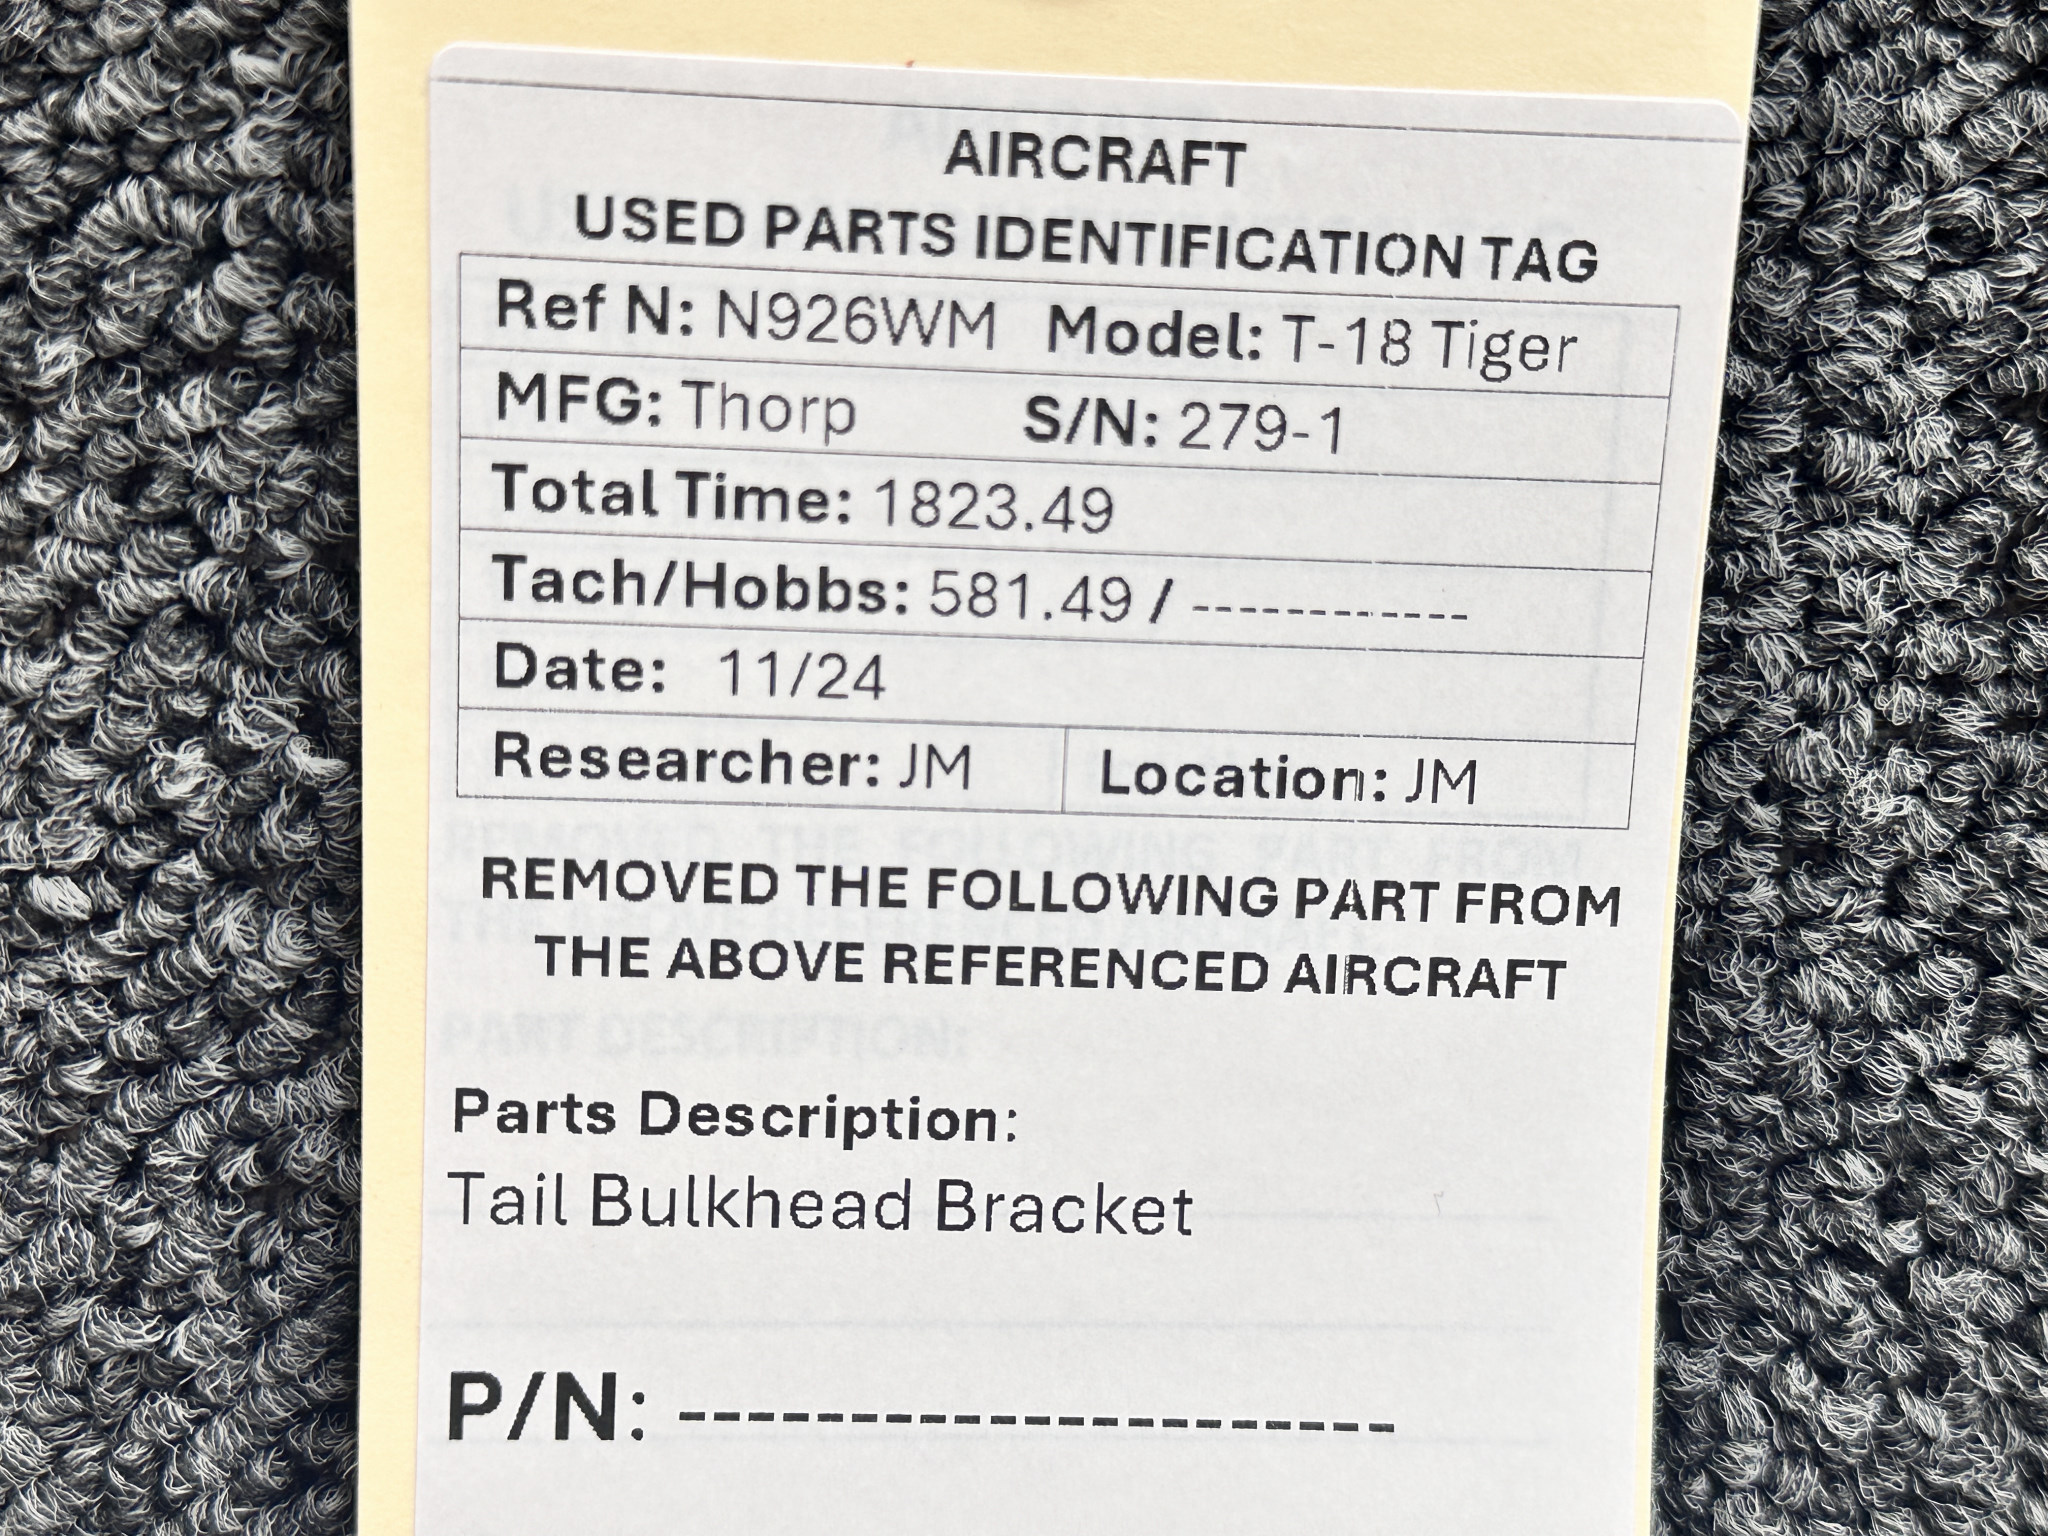 AIRCRAFT
USED PARTS IDENTIFICATION TAG
Ref N: N926WM Model: T-18 Tiger
MFG: Thorp S/N: 279-1
Total Time: 1823.49
Tach/Hobbs: 581.49 / ------------
Date: 11/24
Researcher: JM Location: JM
REMOVED THE FOLLOWING PART FROM
THE ABOVE REFERENCED AIRCRAFT
Parts Description:
Tail Bulkhead Bracket
P/N: ---------------------